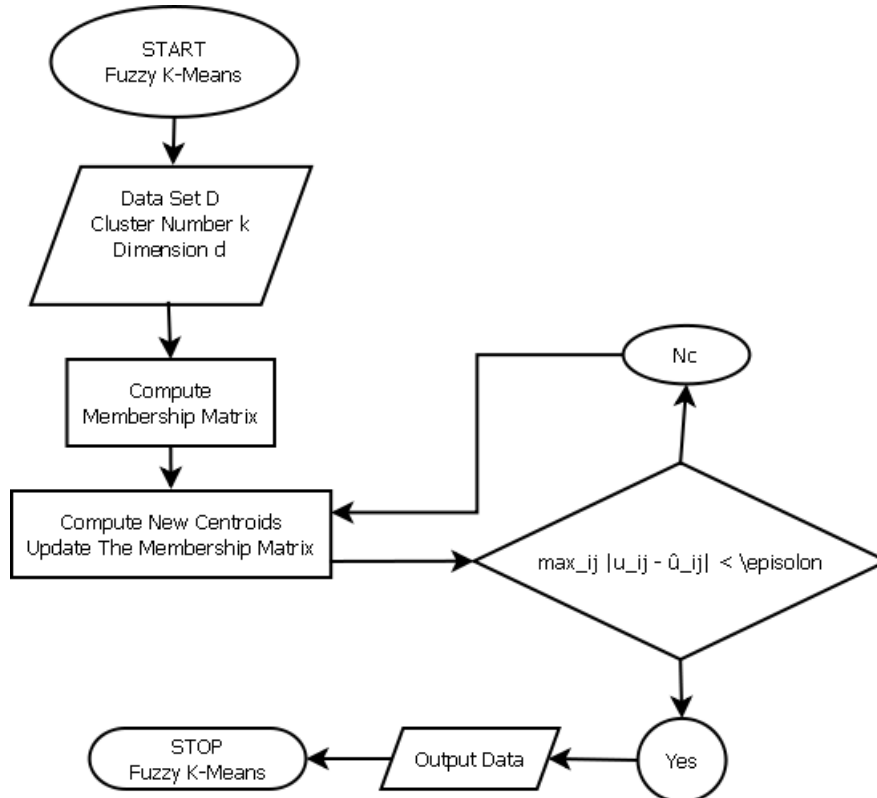 START
Fuzzy K-Means
Data Set D
Cluster Number k
Dimension d
Compute
Membership Matrix
Nc
Compute New Centroids
Update The Membership Matrix
max_ij |u_ij - û_ij| < \episolon
STOP
Fuzzy K-Means
Output Data
Yes